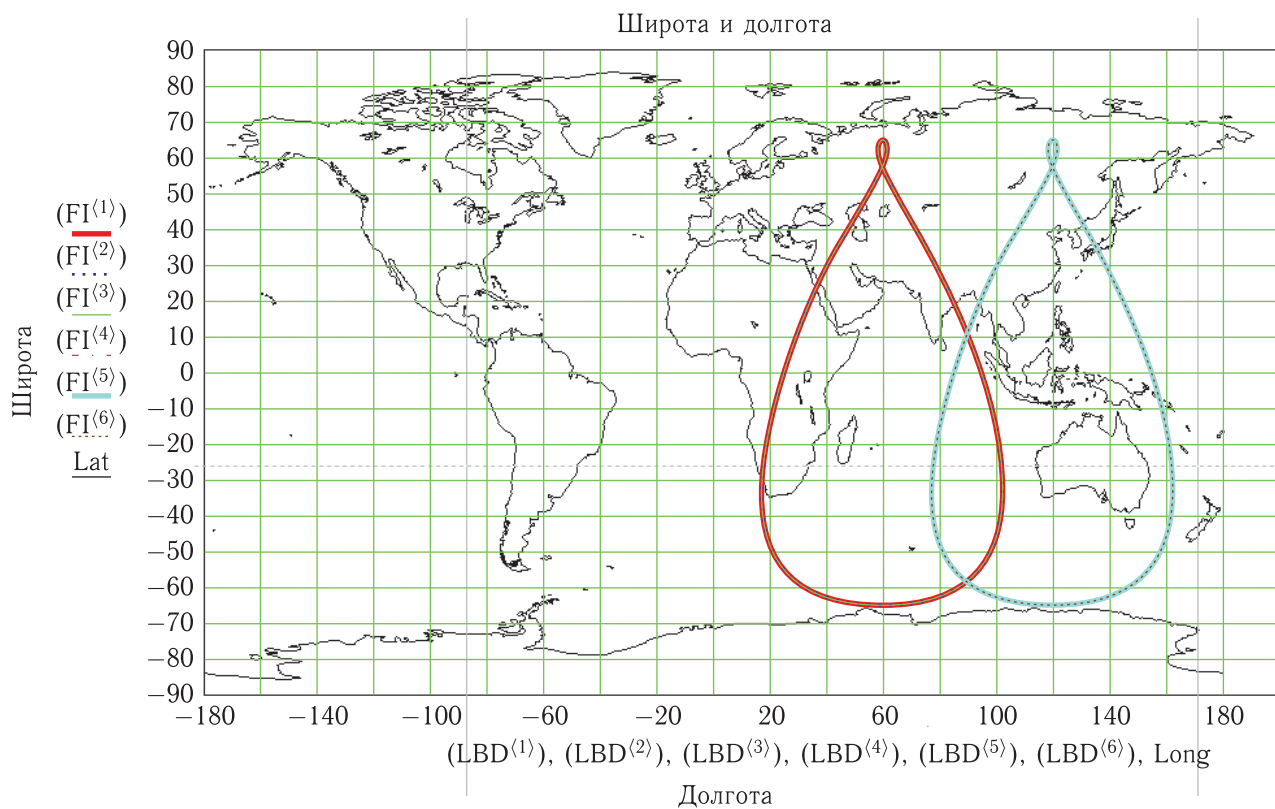 Широта и долгота
Широта
90
80
70
60
50
40
30
20
10
0
−10
−20
−30
−40
−50
−60
−70
−80
−90
(FI⟨1⟩)
(FI⟨2⟩)
(FI⟨3⟩)
(FI⟨4⟩)
(FI⟨5⟩)
(FI⟨6⟩)
Lat
−180 −140 −100 −60 −20 20 60 100 140 180
(LBD⟨1⟩), (LBD⟨2⟩), (LBD⟨3⟩), (LBD⟨4⟩), (LBD⟨5⟩), (LBD⟨6⟩), Long
Долгота